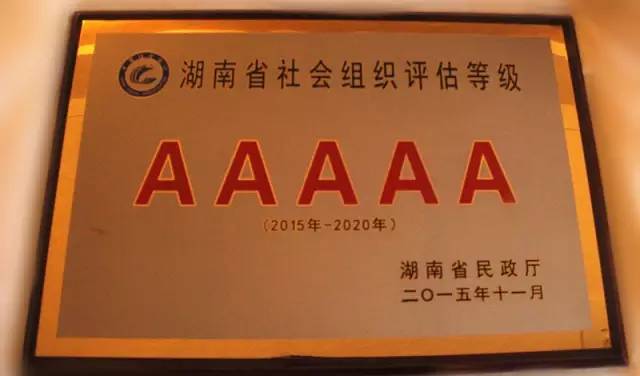 湖南省社会组织评估等级
AAAAA
(2015年-2020年)
湖南省民政厅
二〇一五年十一月